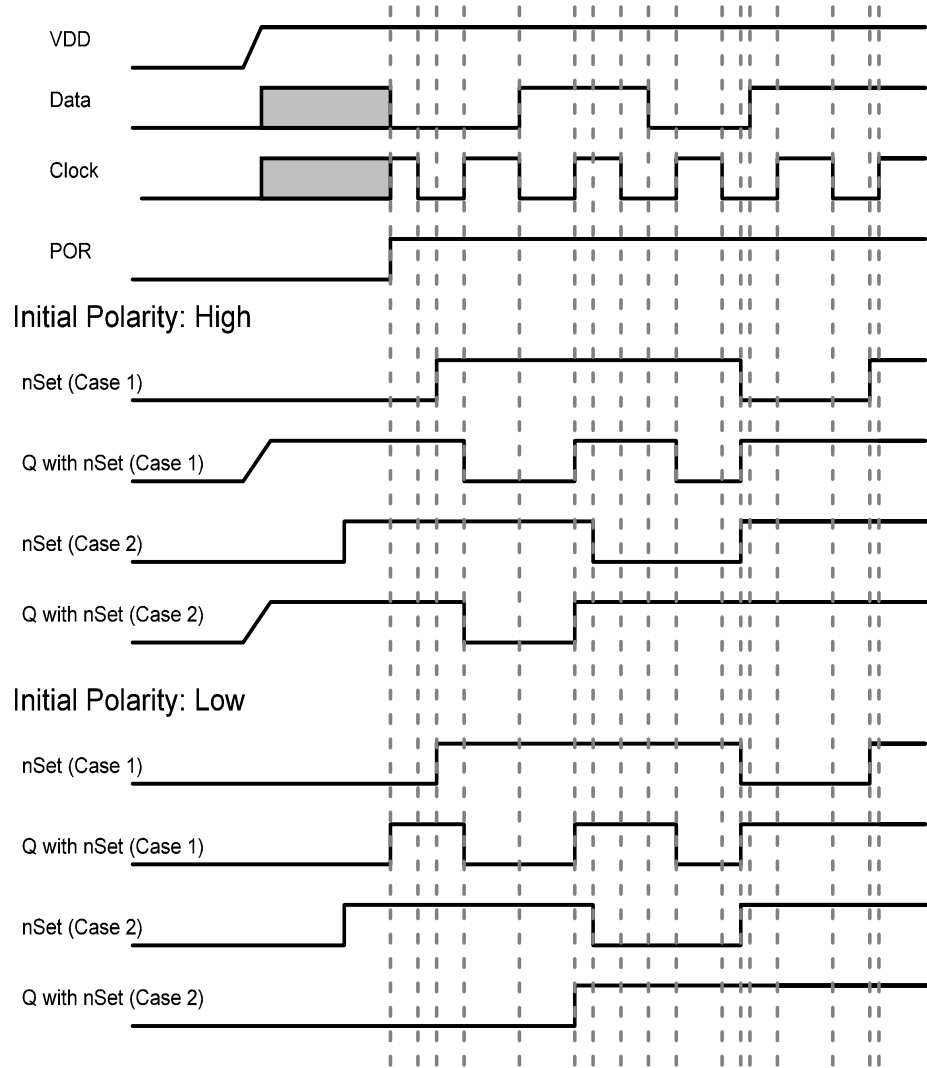 VDD
Data
Clock
POR
Initial Polarity: High
nSet (Case 1)
Q with nSet (Case 1)
nSet (Case 2)
Q with nSet (Case 2)
Initial Polarity: Low
nSet (Case 1)
Q with nSet (Case 1)
nSet (Case 2)
Q with nSet (Case 2)